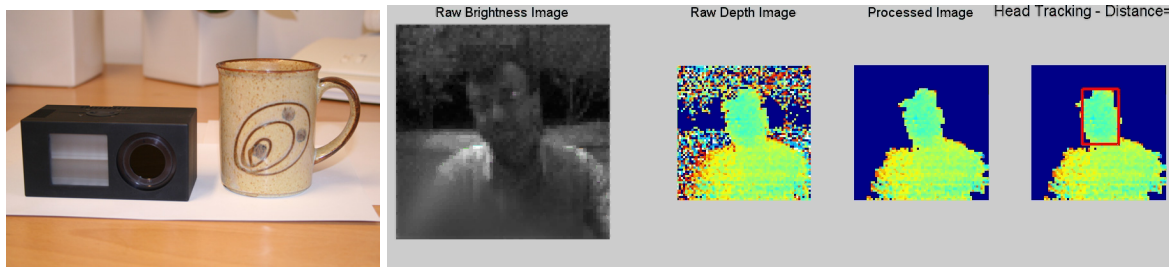 Raw Brightness Image
Raw Depth Image
Processed Image
Head Tracking - Distance=